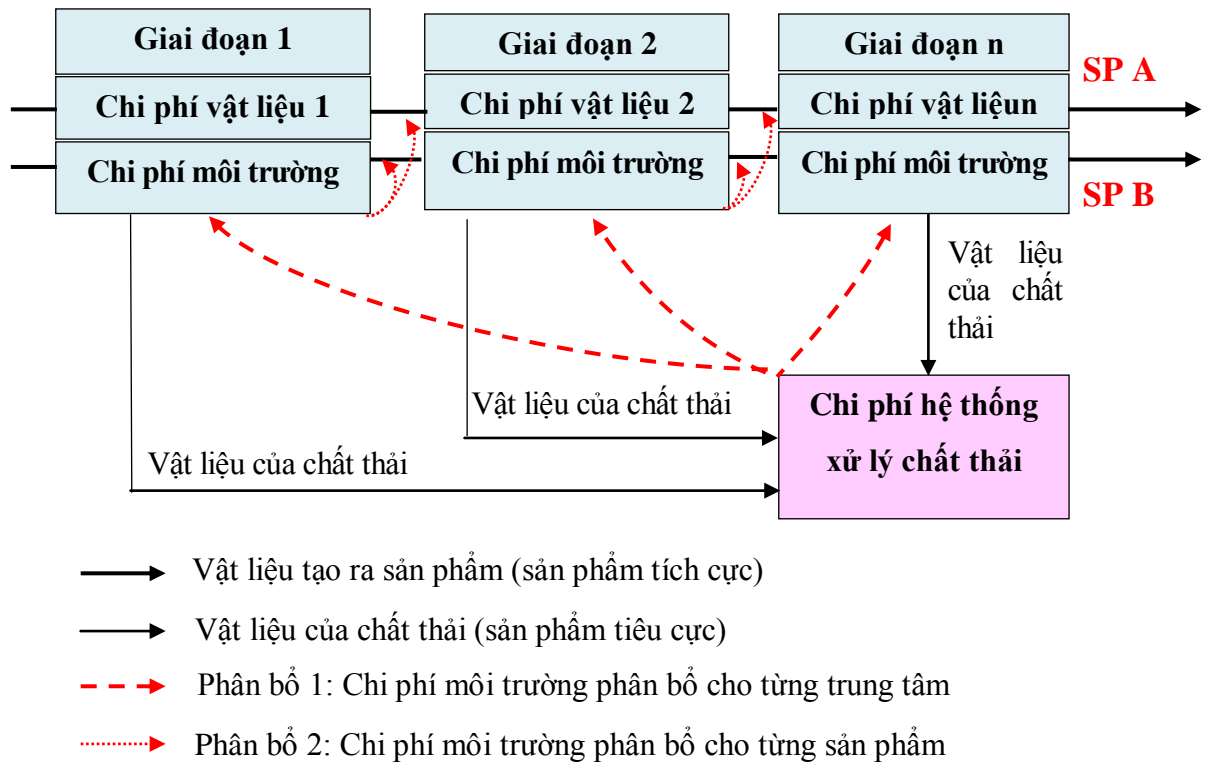 Giai đoạn 1
Giai đoạn 2
Giai đoạn n
SP A
Chi phí vật liệu 1
Chi phí vật liệu 2
Chi phí vật liệun
Chi phí môi trường
Chi phí môi trường
Chi phí môi trường
SP B
Vật liệu
của chất
thải
Vật liệu của chất thải
Vật liệu của chất thải
Chi phí hệ thống
xử lý chất thải
Vật liệu tạo ra sản phẩm (sản phẩm tích cực)
Vật liệu của chất thải (sản phẩm tiêu cực)
Phân bổ 1: Chi phí môi trường phân bổ cho từng trung tâm
Phân bổ 2: Chi phí môi trường phân bổ cho từng sản phẩm